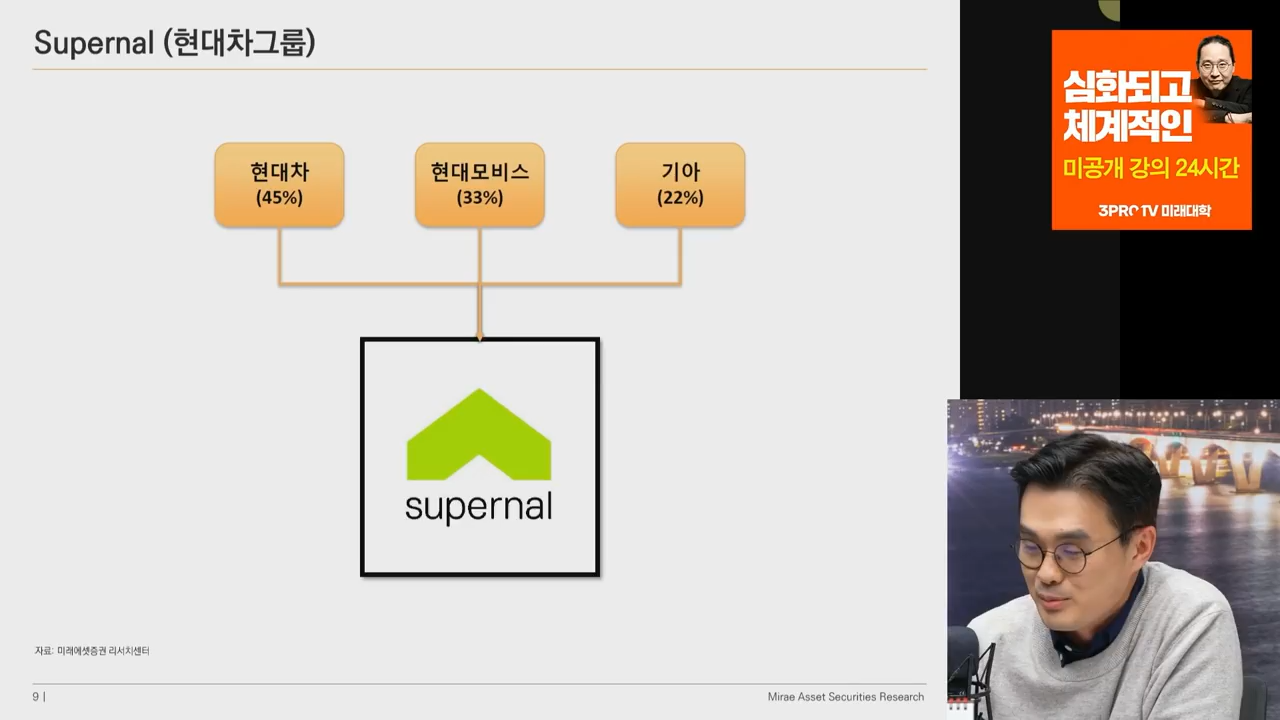 Supernal (현대차그룹)
현대차
(45%)
현대모비스
(33%)
기아
(22%)
supernal
자료: 미래에셋증권 리서치센터
9 |
Mirae Asset Securities Research
심화되고
체계적인
미공개 강의 24시간
3PRO TV 미래대학